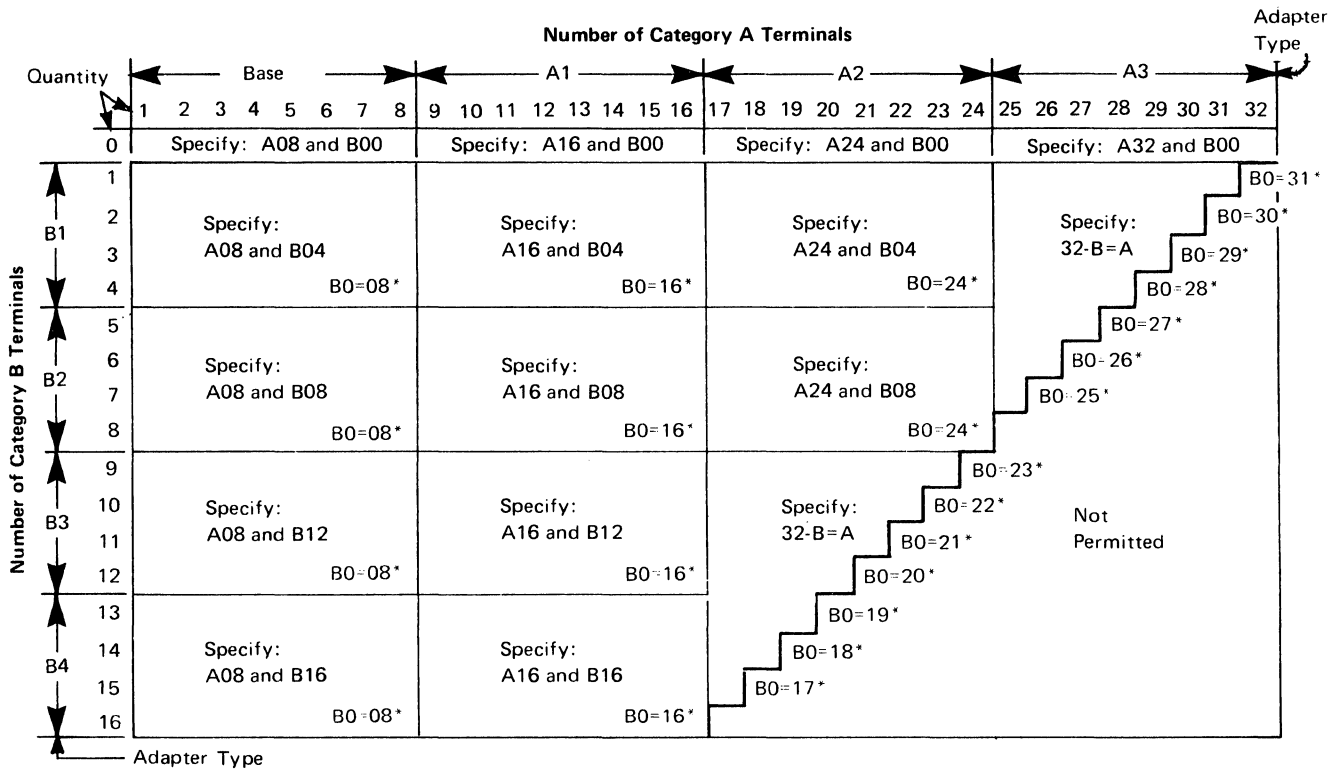 Number of Category A Terminals
Adapter Type
Quantity
Base A1 A2 A3
1 2 3 4 5 6 7 8 9 10 11 12 13 14 15 16 17 18 19 20 21 22 23 24 25 26 27 28 29 30 31 32
0 Specify: A08 and B00 Specify: A16 and B00 Specify: A24 and B00 Specify: A32 and B00
Number of Category B Terminals
B1
1
2
3
4
Specify:
A08 and B04
B0=08*
Specify:
A16 and B04
B0=16*
Specify:
A24 and B04
B0=24*
Specify:
32-B=A
B0=31*
B0=30*
B0=29*
B0=28*
B2
5
6
7
8
Specify:
A08 and B08
B0=08*
Specify:
A16 and B08
B0=16*
Specify:
A24 and B08
B0=24*
B0=27*
B0=26*
B0=25*
B3
9
10
11
12
Specify:
A08 and B12
B0=08*
Specify:
A16 and B12
B0=16*
Specify:
32-B=A
B0=23*
B0=22*
B0=21*
B0=20*
Not
Permitted
B4
13
14
15
16
Specify:
A08 and B16
B0=08*
Specify:
A16 and B16
B0=16*
B0=19*
B0=18*
B0=17*
Adapter Type